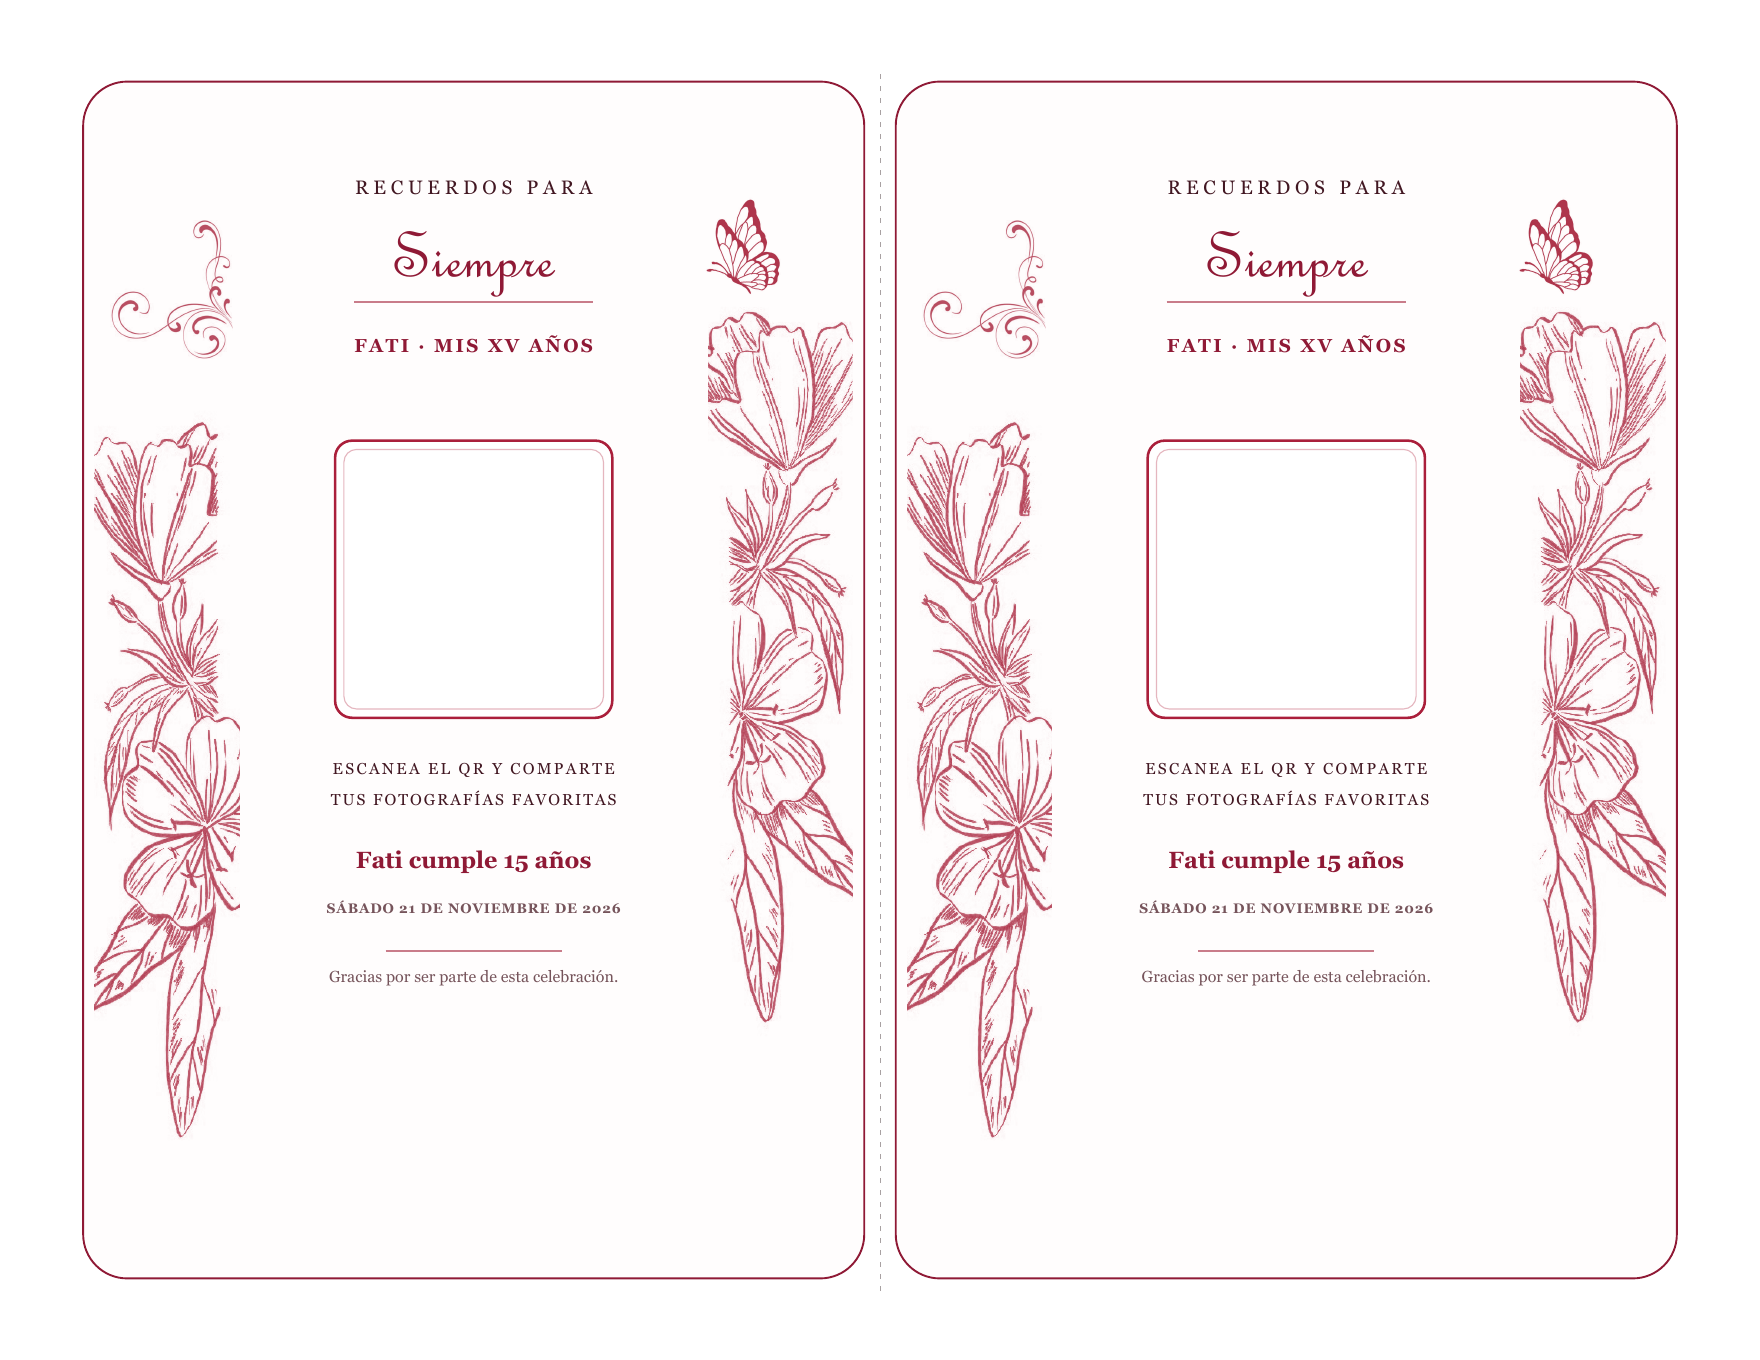 RECUERDOS PARA
Siempre
FATI · MIS XV AÑOS
ESCANEA EL QR Y COMPARTE
TUS FOTOGRAFÍAS FAVORITAS
Fati cumple 15 años
SÁBADO 21 DE NOVIEMBRE DE 2026
Gracias por ser parte de esta celebración.
RECUERDOS PARA
Siempre
FATI · MIS XV AÑOS
ESCANEA EL QR Y COMPARTE
TUS FOTOGRAFÍAS FAVORITAS
Fati cumple 15 años
SÁBADO 21 DE NOVIEMBRE DE 2026
Gracias por ser parte de esta celebración.